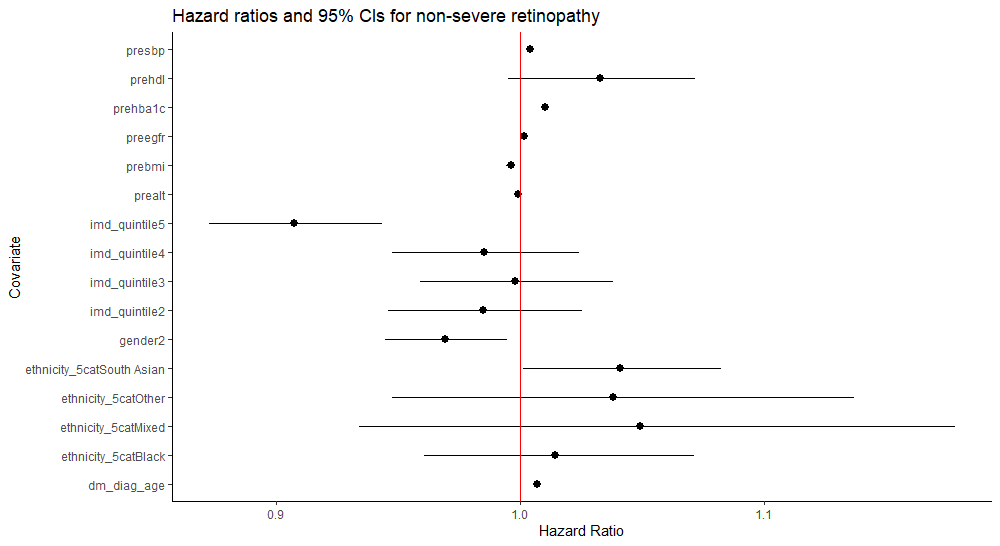 Hazard ratios and 95% CIs for non-severe retinopathy
presbp
prehdl
prehba1c
preegfr
prebmi
prealt
imd_quintile5
imd_quintile4
imd_quintile3
imd_quintile2
gender2
ethnicity_5catSouth Asian
ethnicity_5catOther
ethnicity_5catMixed
ethnicity_5catBlack
dm_diag_age
Covariate
0.9
1.0
1.1
Hazard Ratio